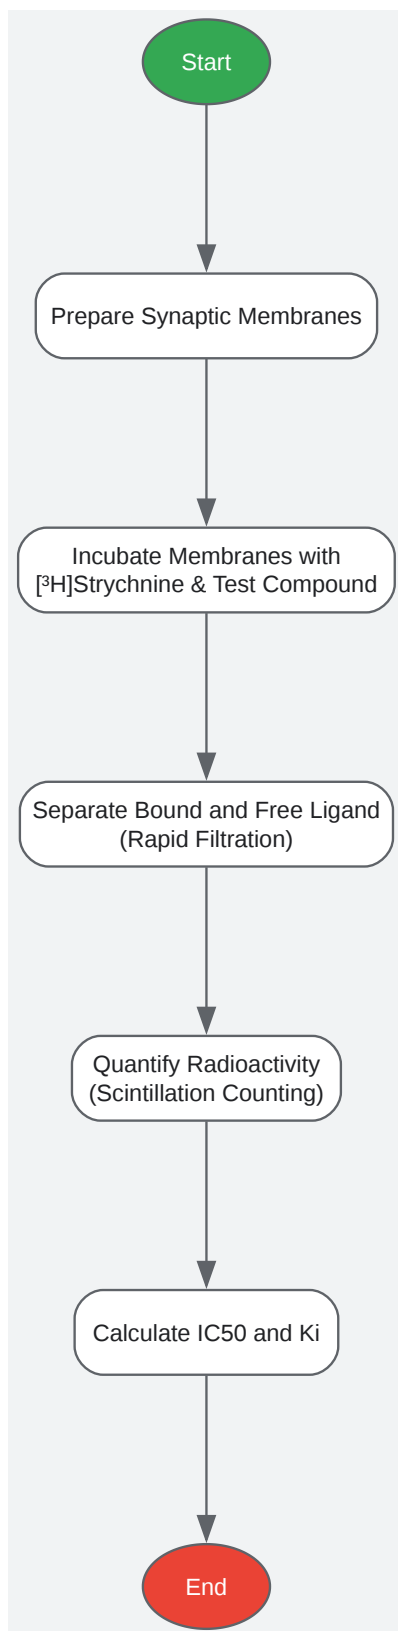 Start
Prepare Synaptic Membranes
Incubate Membranes with
[³H]Strychnine & Test Compound
Separate Bound and Free Ligand
(Rapid Filtration)
Quantify Radioactivity
(Scintillation Counting)
Calculate IC50 and Ki
End